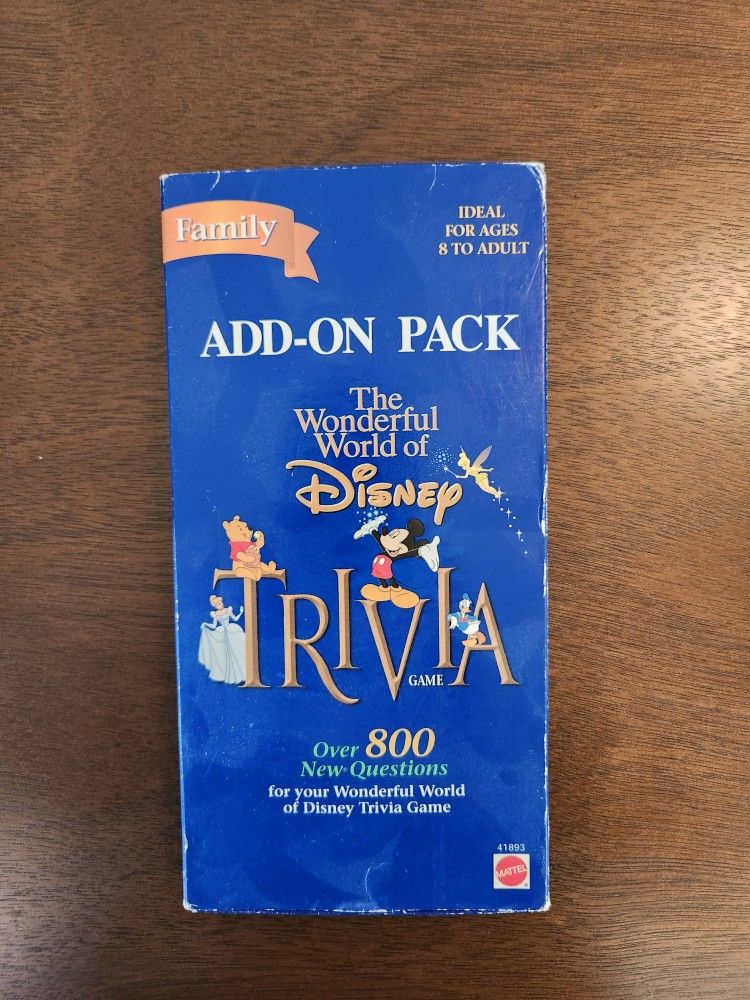 Family
IDEAL
FOR AGES
8 TO ADULT
ADD-ON PACK
The
Wonderful
World of
Disney
TRIVIA
GAME
Over 800
New Questions
for your Wonderful World
of Disney Trivia Game
41893
MATTEL